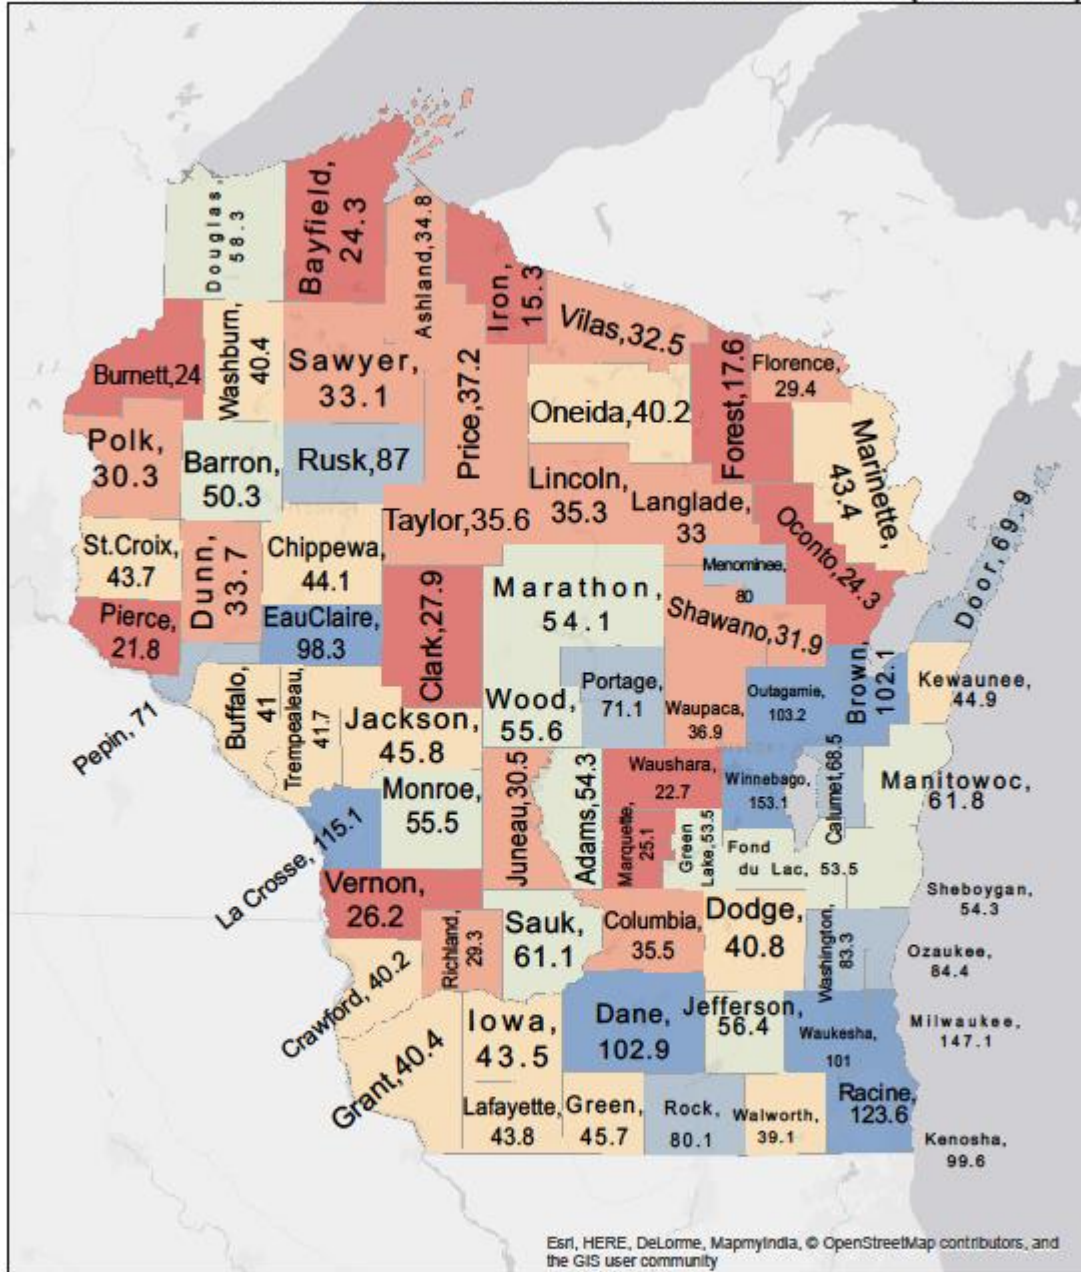 Douglas,
58.3
Bayfield,
24.3
Ashland,34.8
Iron,
15.3
Vilas,32.5
Burnett,24
Washburn,
40.4
Sawyer,
33.1
Price,37.2
Oneida,40.2
Forest,17.6
Florence,
29.4
Marinette,
43.4
Polk,
30.3
Barron,
50.3
Rusk,87
Taylor,35.6
Lincoln,
35.3
Langlade,
33
Oconto,24.3
Door,69.9
St.Croix,
43.7
Dunn,
33.7
Chippewa,
44.1
Marathon,
54.1
Menominee,
80
Shawano,31.9
Pierce,
21.8
EauClaire,
98.3
Clark,27.9
Pepin, 71
Buffalo,
41
Trempealeau,
41.7
Jackson,
45.8
Wood,
55.6
Portage,
71.1
Waupaca,
36.9
Outagamie,
103.2
Brown,
102.1
Kewaunee,
44.9
La Crosse, 115.1
Monroe,
55.5
Juneau,30.5
Adams,54.3
Waushara,
22.7
Winnebago,
153.1
Calumet,68.5
Manitowoc,
61.8
Marquette,
25.1
Green
Lake,53.5
Fond
du Lac, 53.5
Sheboygan,
54.3
Vernon,
26.2
Richland,
29.3
Sauk,
61.1
Columbia,
35.5
Dodge,
40.8
Washington,
83.3
Ozaukee,
84.4
Crawford, 40.2
Grant,40.4
Iowa,
43.5
Dane,
102.9
Jefferson,
56.4
Waukesha,
101
Milwaukee,
147.1
Lafayette,
43.8
Green,
45.7
Rock,
80.1
Walworth,
39.1
Racine,
123.6
Kenosha,
99.6
Esri, HERE, DeLorme, MapmyIndia, © OpenStreetMap contributors, and
the GIS user community